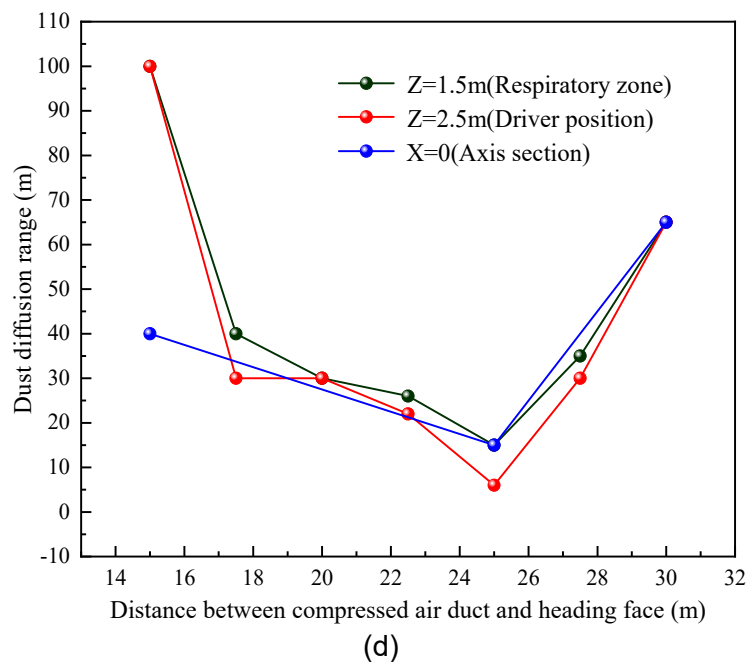 110
100
90
80
70
60
50
40
30
20
10
0
-10
Dust diffusion range (m)
Z=1.5m(Respiratory zone)
Z=2.5m(Driver position)
X=0(Axis section)
14 16 18 20 22 24 26 28 30 32
Distance between compressed air duct and heading face (m)
(d)